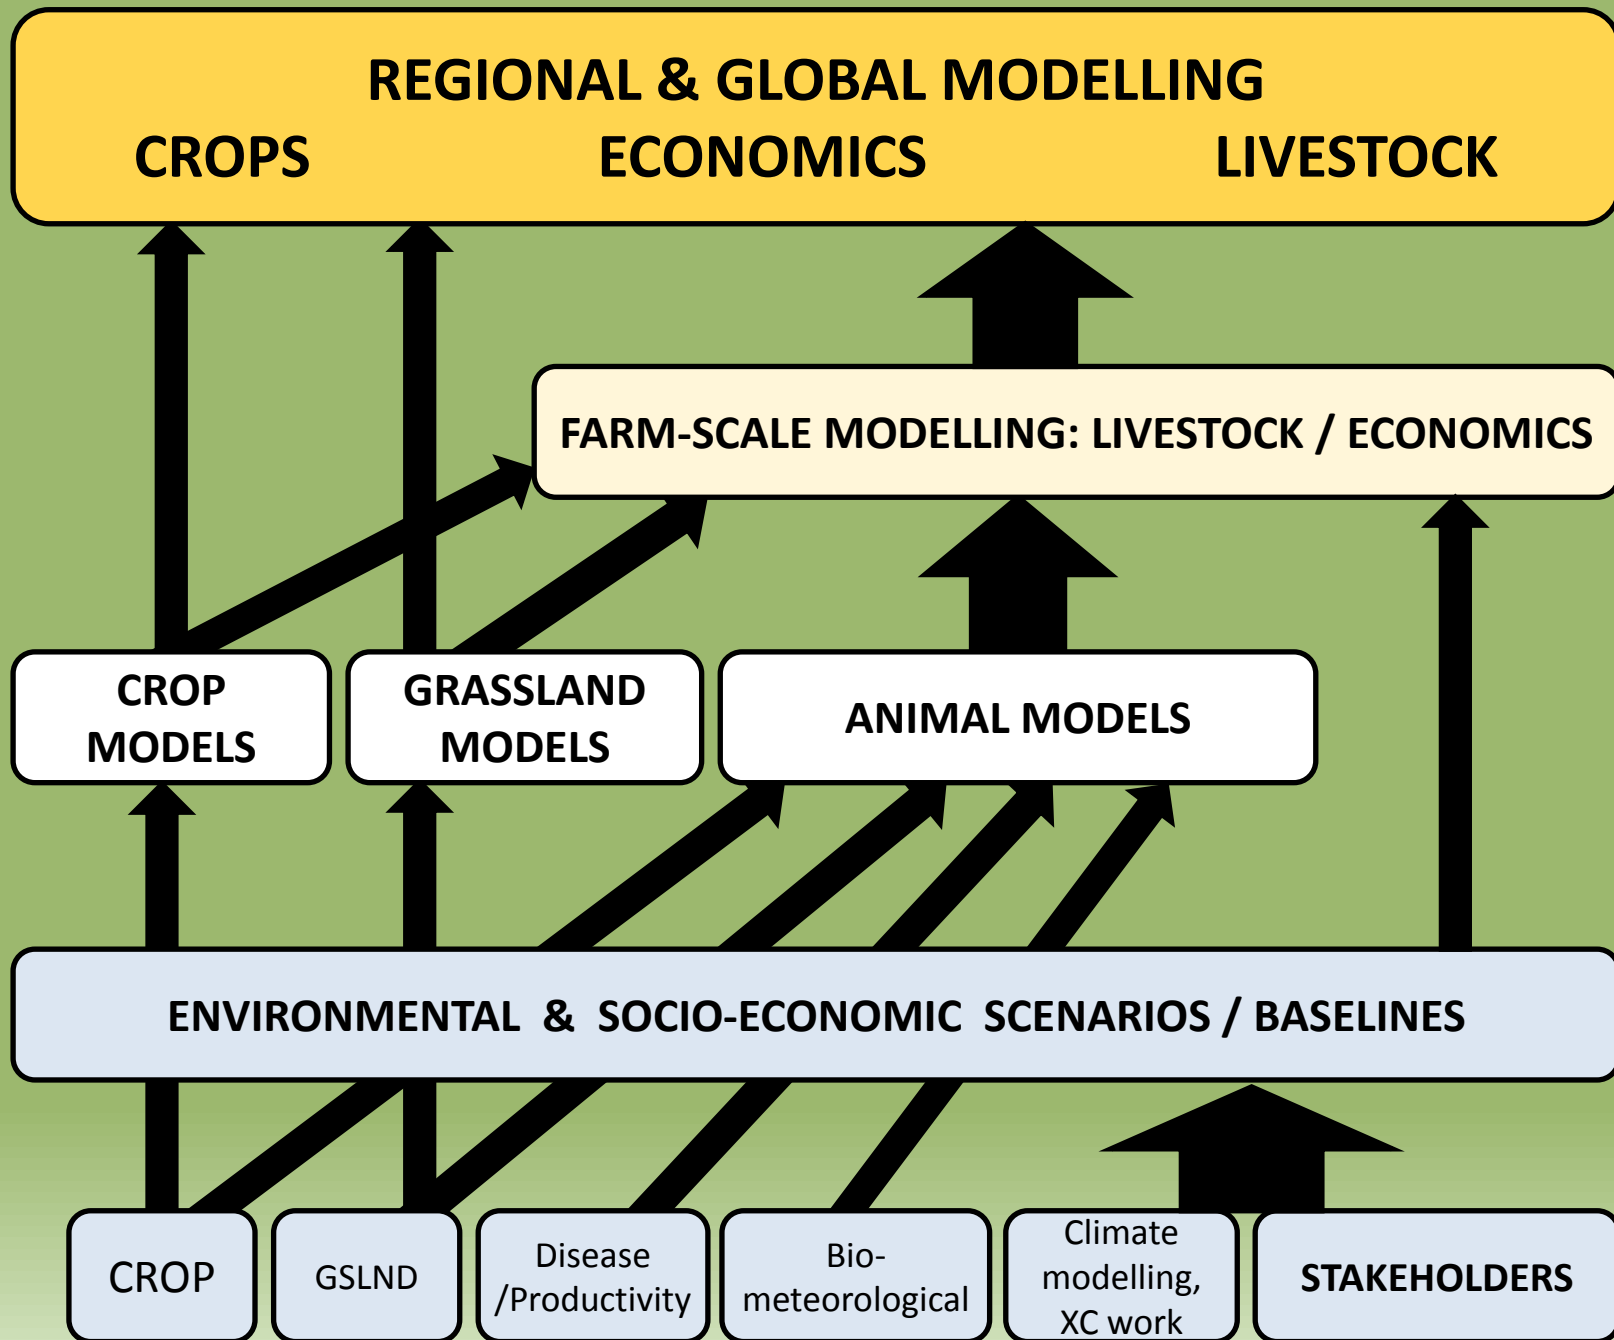 REGIONAL & GLOBAL MODELLING
CROPS ECONOMICS LIVESTOCK
FARM-SCALE MODELLING: LIVESTOCK / ECONOMICS
CROP
MODELS
GRASSLAND
MODELS
ANIMAL MODELS
ENVIRONMENTAL & SOCIO-ECONOMIC SCENARIOS / BASELINES
CROP
GSLND
Disease
/Productivity
Bio-
meteorological
Climate
modelling,
XC work
STAKEHOLDERS